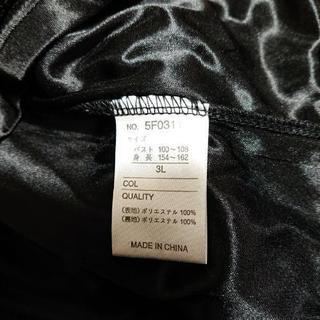 NO. 5F031
サイズ
バスト 100～108
身長 154～162
3L
COL
QUALITY
(表地) ポリエステル 100%
(裏地) ポリエステル 100%
MADE IN CHINA